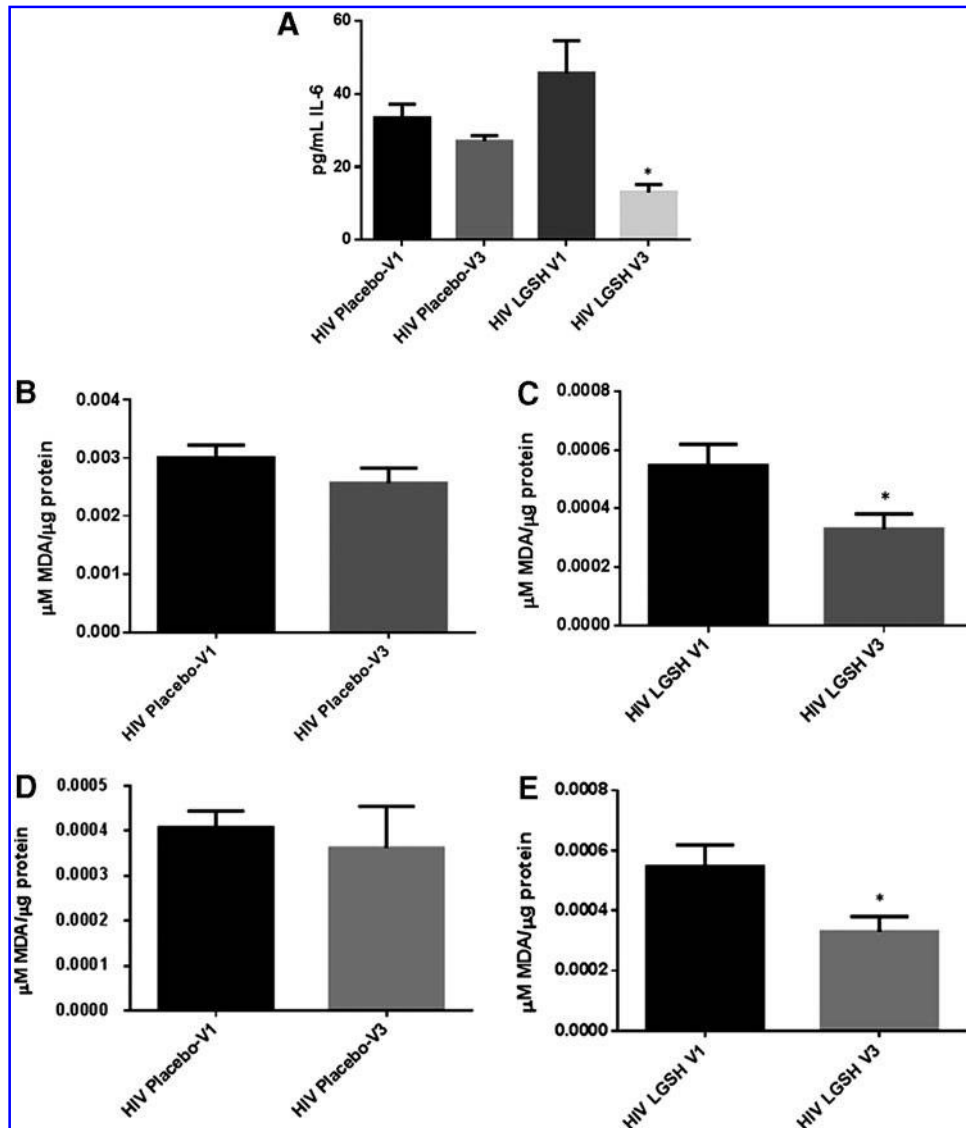 A
60
40
20
0
pg/mL IL-6
*
HIV Placebo-V1
HIV Placebo-V3
HIV LGSH V1
HIV LGSH V3
B
0.004
0.003
0.002
0.001
0.000
μM MDA/μg protein
HIV Placebo-V1
HIV Placebo-V3
C
0.0008
0.0006
0.0004
0.0002
0.0000
μM MDA/μg protein
*
HIV LGSH V1
HIV LGSH V3
D
0.0005
0.0004
0.0003
0.0002
0.0001
0.0000
μM MDA/μg protein
HIV Placebo-V1
HIV Placebo-V3
E
0.0008
0.0006
0.0004
0.0002
0.0000
μM MDA/μg protein
*
HIV LGSH V1
HIV LGSH V3